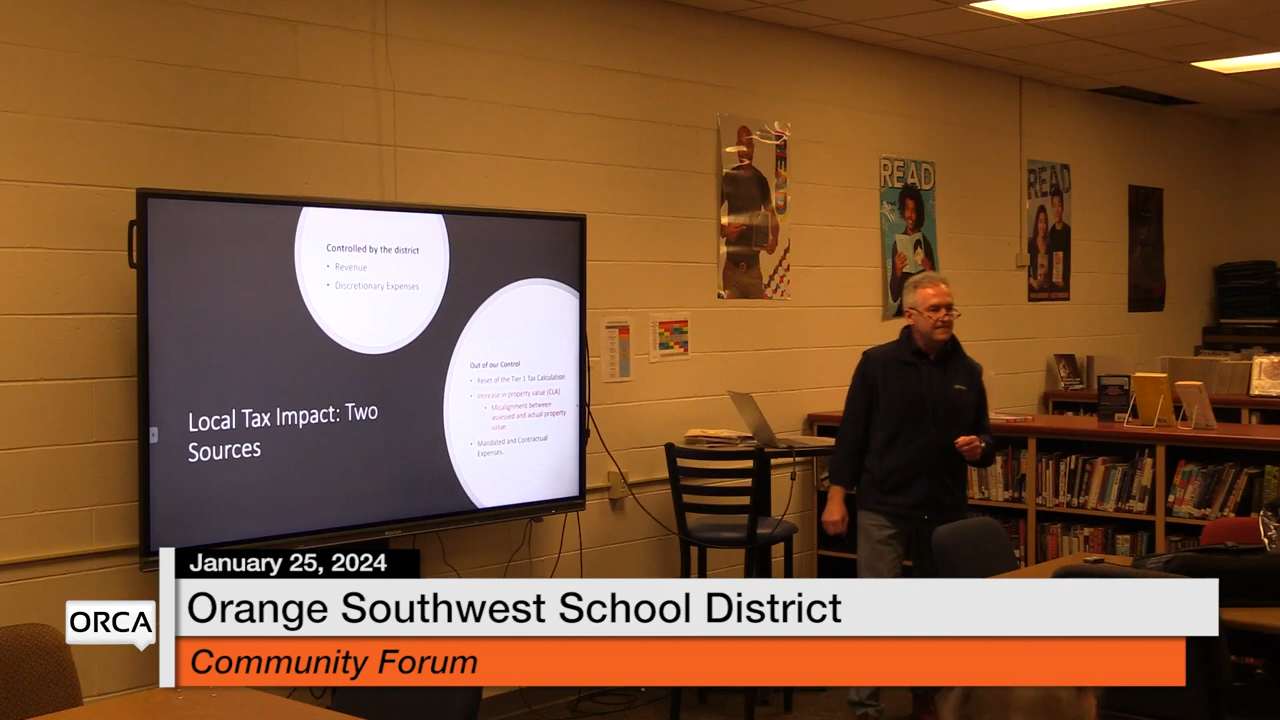 READ
READ
READ
Controlled by the district
• Revenue
• Discretionary Expenses
Out of our Control
• Reset of the Tier 1 Tax Calculation
• Increase in property value (CLA)
• Misalignment between
assessed and actual property
value.
• Mandated and Contractual
Expenses.
Local Tax Impact: Two
Sources
January 25, 2024
Orange Southwest School District
ORCA
Community Forum